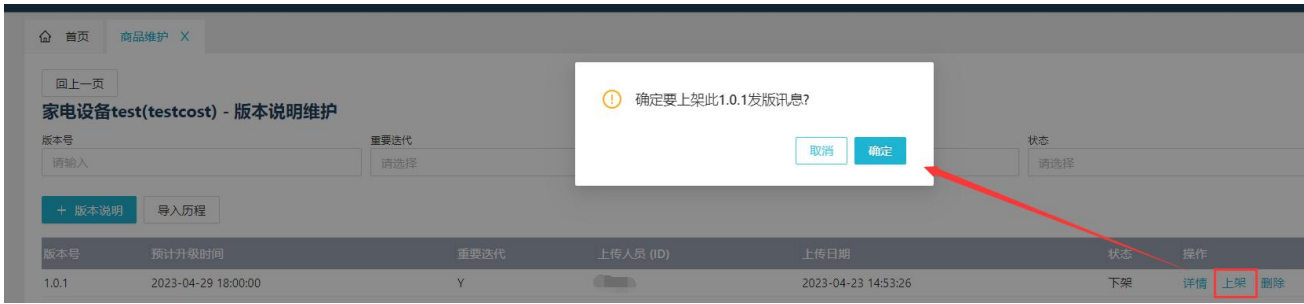 首页 商品维护 X
回上一页
家电设备test(testcost) - 版本说明维护
确定要上架此1.0.1发版讯息?
取消 确定
版本号 重要迭代 状态
请输入 请选择 请选择
+ 版本说明 导入历程
版本号 预计升级时间 重要迭代 上传人员 (ID) 上传日期 状态 操作
1.0.1 2023-04-29 18:00:00 Y 2023-04-23 14:53:26 下架 详情 上架 删除